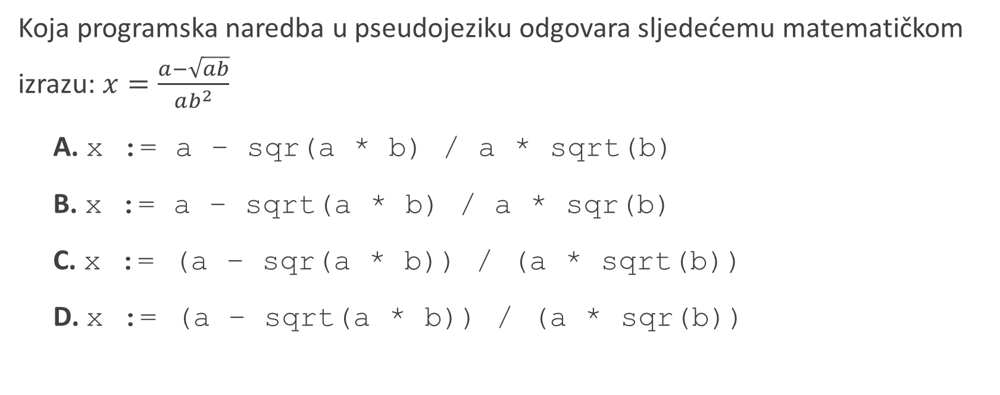 Koja programska naredba u pseudojeziku odgovara sljedećemu matematičkom
izrazu: x = \frac{a-\sqrt{ab}}{ab^2}
A. x := a - sqr(a * b) / a * sqrt(b)
B. x := a - sqrt(a * b) / a * sqr(b)
C. x := (a - sqr(a * b)) / (a * sqrt(b))
D. x := (a - sqrt(a * b)) / (a * sqr(b))